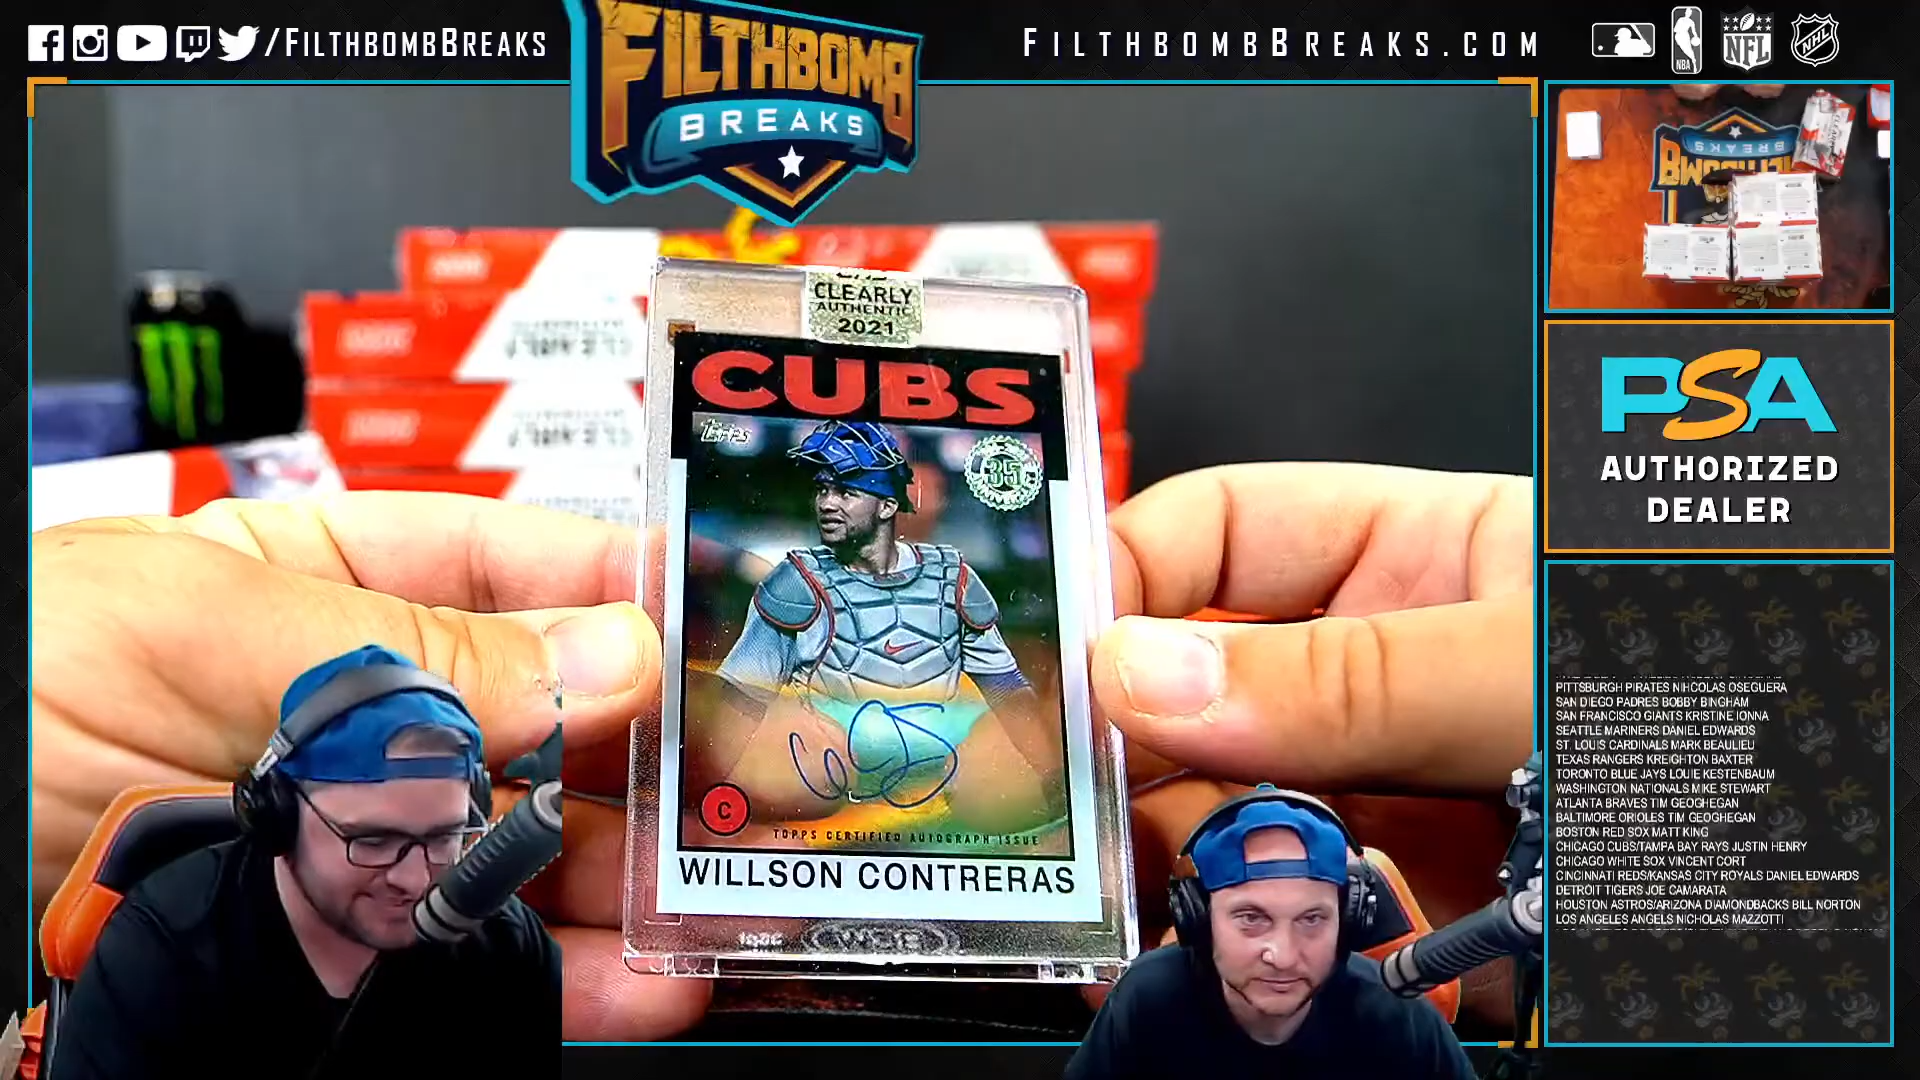 /FILTHBOMBBREAKS
FILTHBOMB
BREAKS
FILTHBOMBBREAKS.COM
NBA
NFL
NHL
CLEARLY
AUTHENTIC
2021
CUBS
Topps
35
C
TOPPS CERTIFIED AUTOGRAPH ISSUE
WILLSON CONTRERAS
BREAKS
PSA
AUTHORIZED
DEALER
PITTSBURGH PIRATES NIHCOLAS OSEGUERA
SAN DIEGO PADRES BOBBY BINGHAM
SAN FRANCISCO GIANTS KRISTINE IONNA
SEATTLE MARINERS DANIEL EDWARDS
ST. LOUIS CARDINALS MARK BEAULIEU
TEXAS RANGERS KREIGHTON BAXTER
TORONTO BLUE JAYS LOUIE KESTENBAUM
WASHINGTON NATIONALS MIKE STEWART
ATLANTA BRAVES TIM GEOGHEGAN
BALTIMORE ORIOLES TIM GEOGHEGAN
BOSTON RED SOX MATT KING
CHICAGO CUBS/TAMPA BAY RAYS JUSTIN HENRY
CHICAGO WHITE SOX VINCENT CORT
CINCINNATI REDS/KANSAS CITY ROYALS DANIEL EDWARDS
DETROIT TIGERS JOE CAMARATA
HOUSTON ASTROS/ARIZONA DIAMONDBACKS BILL NORTON
LOS ANGELES ANGELS NICHOLAS MAZZOTTI